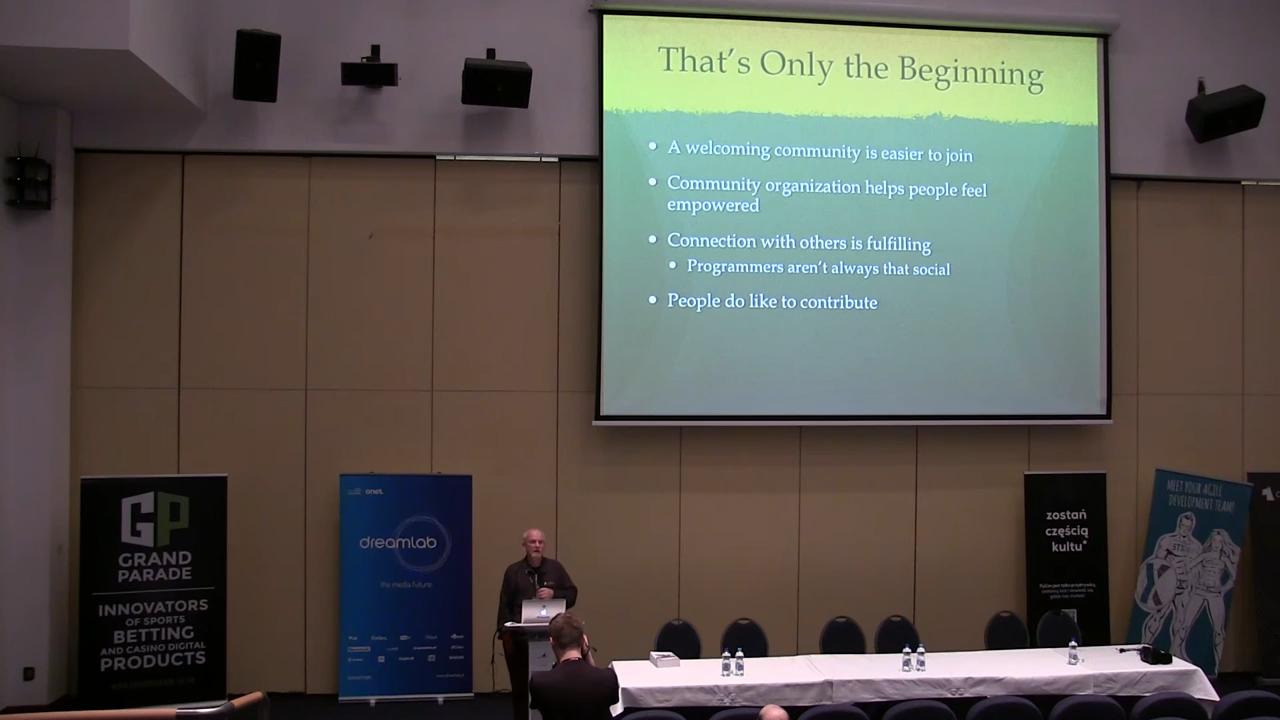 That's Only the Beginning
• A welcoming community is easier to join
• Community organization helps people feel
empowered
• Connection with others is fulfilling
• Programmers aren't always that social
• People do like to contribute
GP
GRAND
PARADE
INNOVATORS
OF SPORTS
BETTING
AND CASINO DIGITAL
PRODUCTS
onet
dreamlab
the media future
zostań
częścią
kultu*
MEET YOUR AGILE
DEVELOPMENT TEAM!